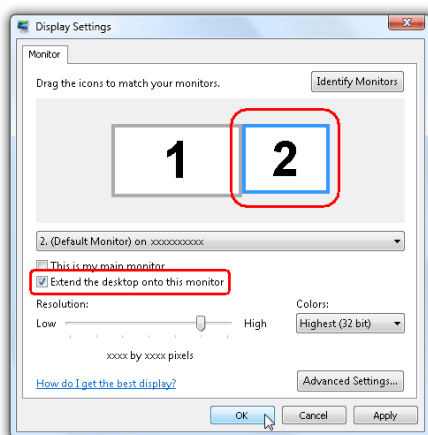 Display Settings
Monitor
Drag the icons to match your monitors.
Identify Monitors
1
2
2. (Default Monitor) on xxxxxxxxxx
This is my main monitor
Extend the desktop onto this monitor
Resolution:
Colors:
Low
High
Highest (32 bit)
xxxx by xxxx pixels
How do I get the best display?
Advanced Settings...
OK
Cancel
Apply